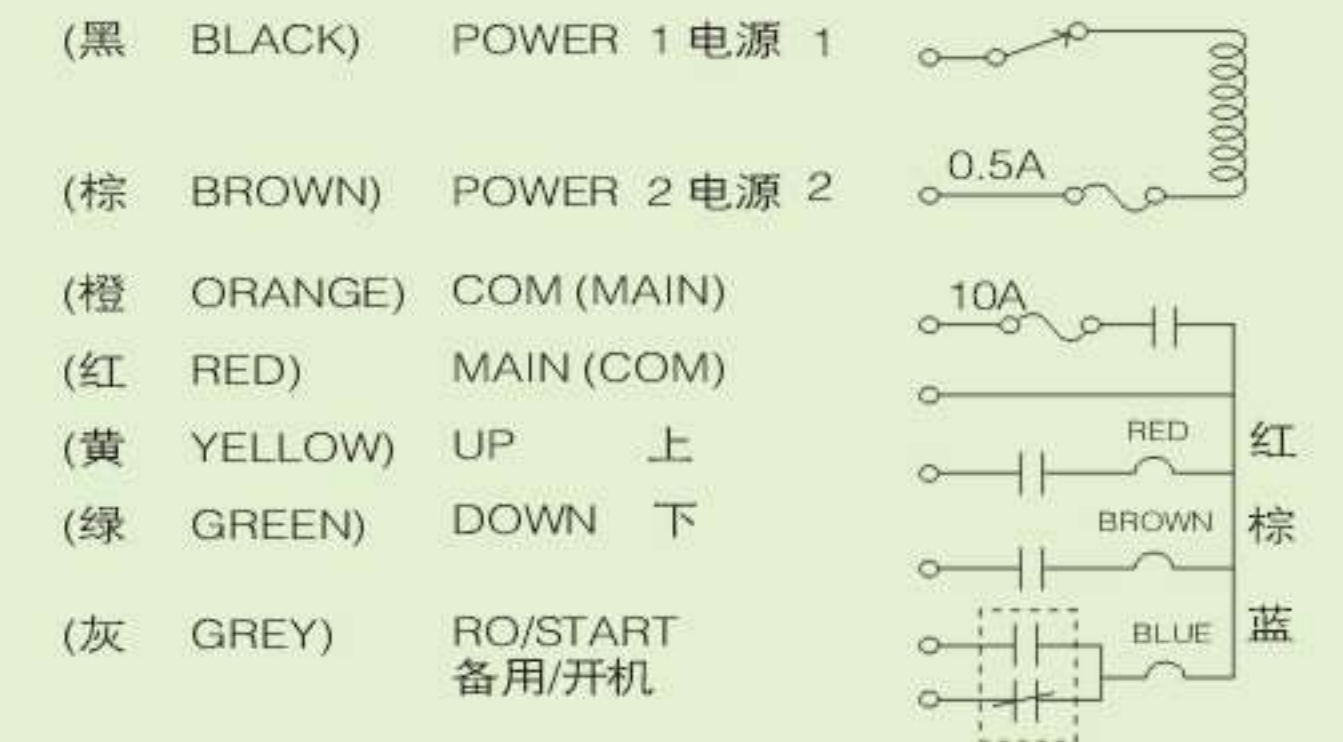 (黑 BLACK) POWER 1 电源 1
(棕 BROWN) POWER 2 电源 2
0.5A
(橙 ORANGE) COM (MAIN)
10A
(红 RED) MAIN (COM)
(黄 YELLOW) UP 上
RED 红
(绿 GREEN) DOWN 下
BROWN 棕
(灰 GREY) RO/START
备用/开机
BLUE 蓝